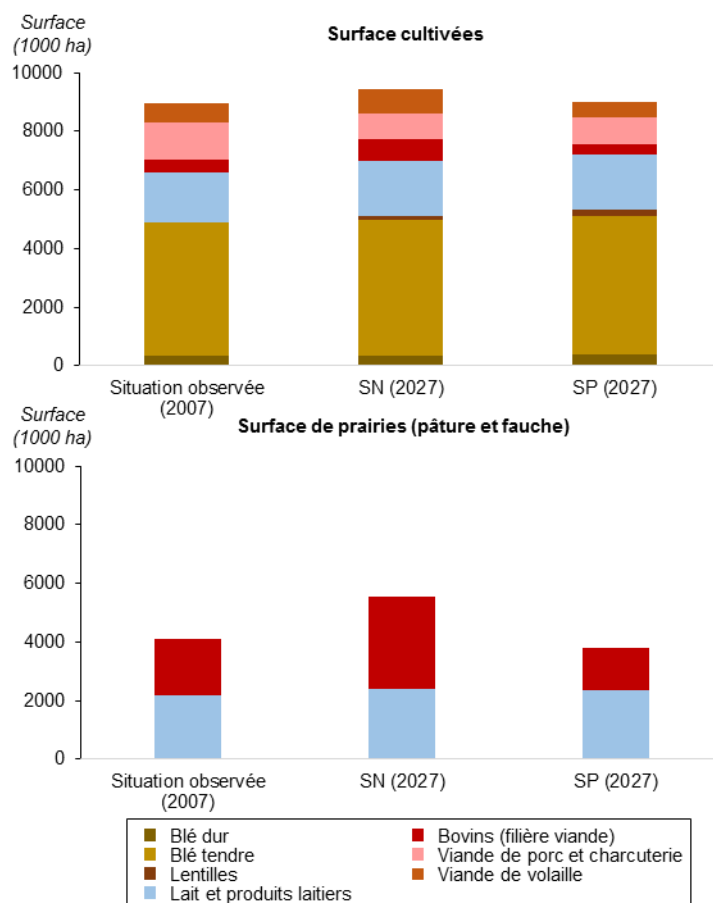 Surface
(1000 ha)
Surface cultivées
10000
8000
6000
4000
2000
0
Situation observée
(2007)
SN (2027)
SP (2027)
Surface
(1000 ha)
Surface de prairies (pâture et fauche)
10000
8000
6000
4000
2000
0
Situation observée
(2007)
SN (2027)
SP (2027)
Blé dur
Blé tendre
Lentilles
Lait et produits laitiers
Bovins (filière viande)
Viande de porc et charcuterie
Viande de volaille